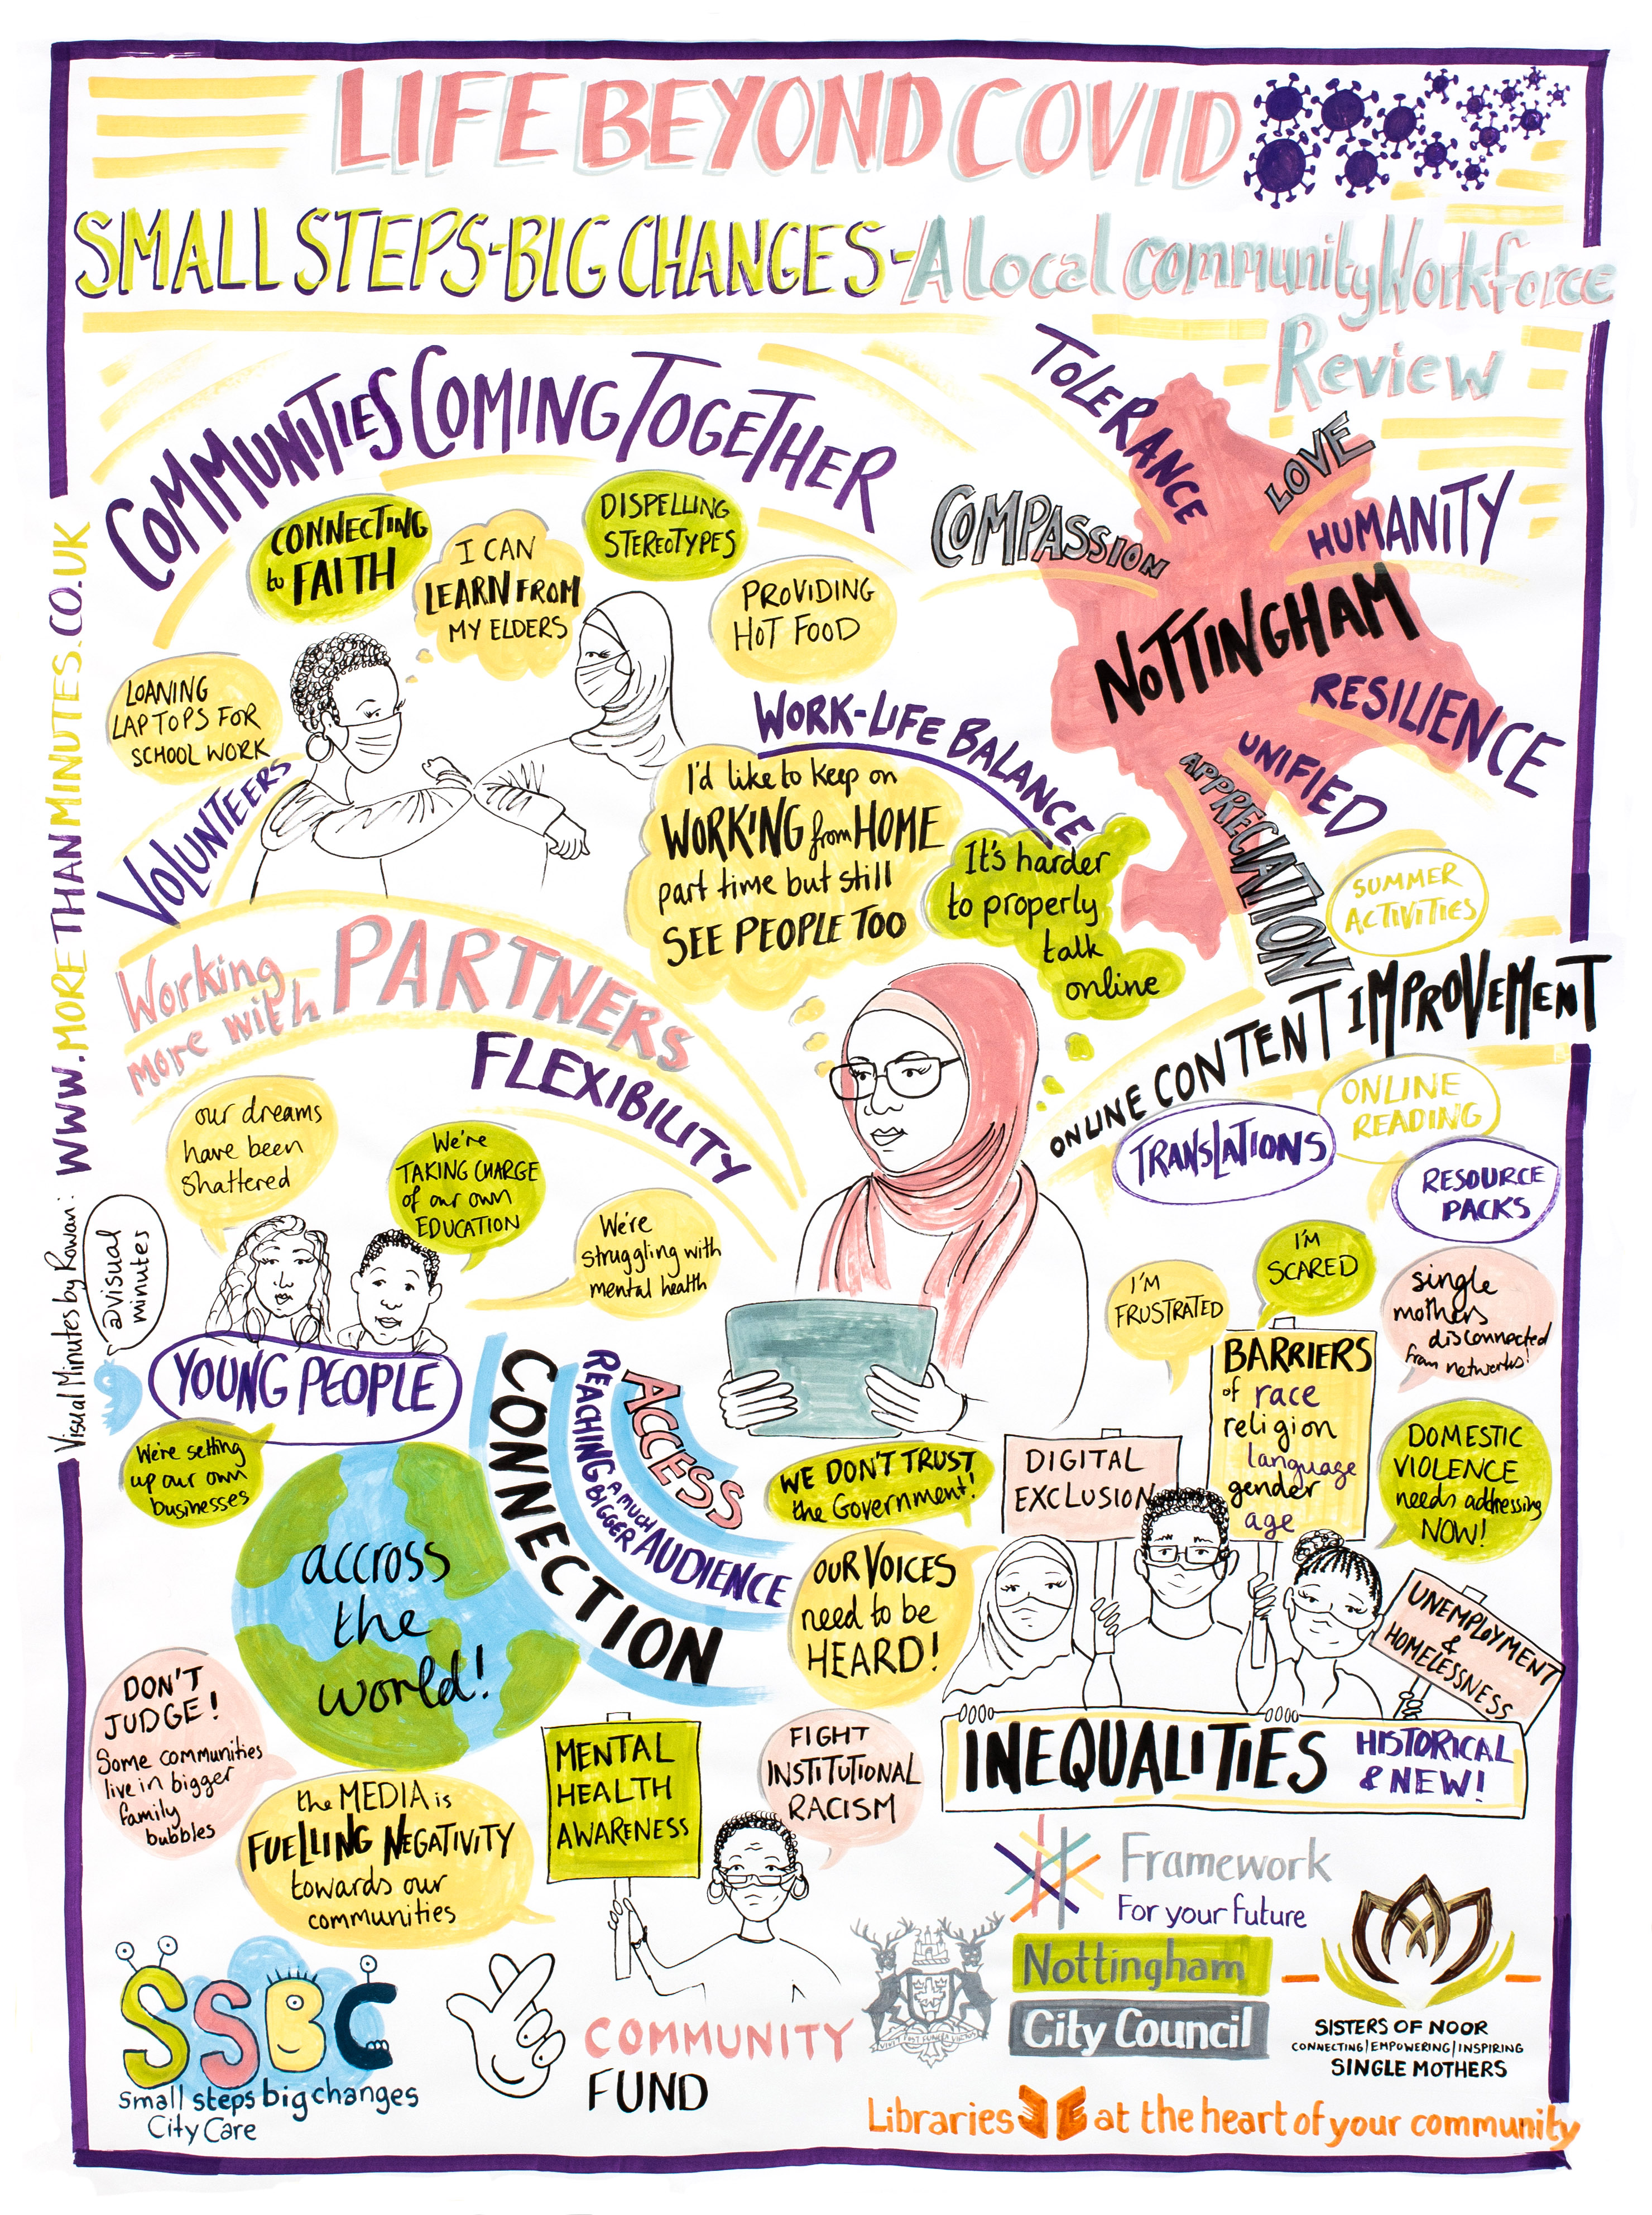 LIFE BEYOND COVID
SMALL STEPS-BIG CHANGES-A local community Workforce
Review
COMMUNITIES COMING TOGETHER
CONNECTING
to FAITH
I CAN
LEARN FROM
MY ELDERS
DISPELLING
STEREOTYPES
PROVIDING
HOT FOOD
LOANING
LAPTOPS FOR
SCHOOL WORK
VOLUNTEERS
TOLERANCE
LOVE
COMPASSION
HUMANITY
NOTTINGHAM
RESILIENCE
UNIFIED
APPRECIATION
WORK-LIFE BALANCE
I'd like to keep on
WORKING from HOME
part time but still
SEE PEOPLE TOO
It's harder
to properly
talk
online
Working
more with PARTNERS
FLEXIBILITY
SUMMER
ACTIVITIES
ONLINE CONTENT IMPROVEMENT
ONLINE
READING
TRANSLATIONS
RESOURCE
PACKS
our dreams
have been
shattered
We're
TAKING CHARGE
of our own
EDUCATION
We're
struggling with
mental health
YOUNG PEOPLE
We're setting
up our own
businesses
WWW.MORETHANMINUTES.CO.UK
Visual Minutes by Rowan:
@visual
minutes
CONNECTION
REACHING A MUCH
BIGGER AUDIENCE
ACCESS
accross
the
world!
I'M
FRUSTRATED
I'M
SCARED
single
mothers
disconnected
from networks!
BARRIERS
of race
religion
language
gender
age
DIGITAL
EXCLUSION
DOMESTIC
VIOLENCE
needs addressing
NOW!
UNEMPLOYMENT
&
HOMELESSNESS
WE DON'T TRUST
the Government!
OUR VOICES
need to be
HEARD!
INEQUALITIES
HISTORICAL
& NEW!
DON'T
JUDGE!
Some communities
live in bigger
family
bubbles
the MEDIA is
FUELLING NEGATIVITY
towards our
communities
MENTAL
HEALTH
AWARENESS
FIGHT
INSTITUTIONAL
RACISM
SSBC
Small steps big changes
City Care
COMMUNITY
FUND
Framework
For your future
Nottingham
City Council
VIVIT POST FUNERA VIRTUS
SISTERS OF NOOR
CONNECTING | EMPOWERING | INSPIRING
SINGLE MOTHERS
Libraries at the heart of your community